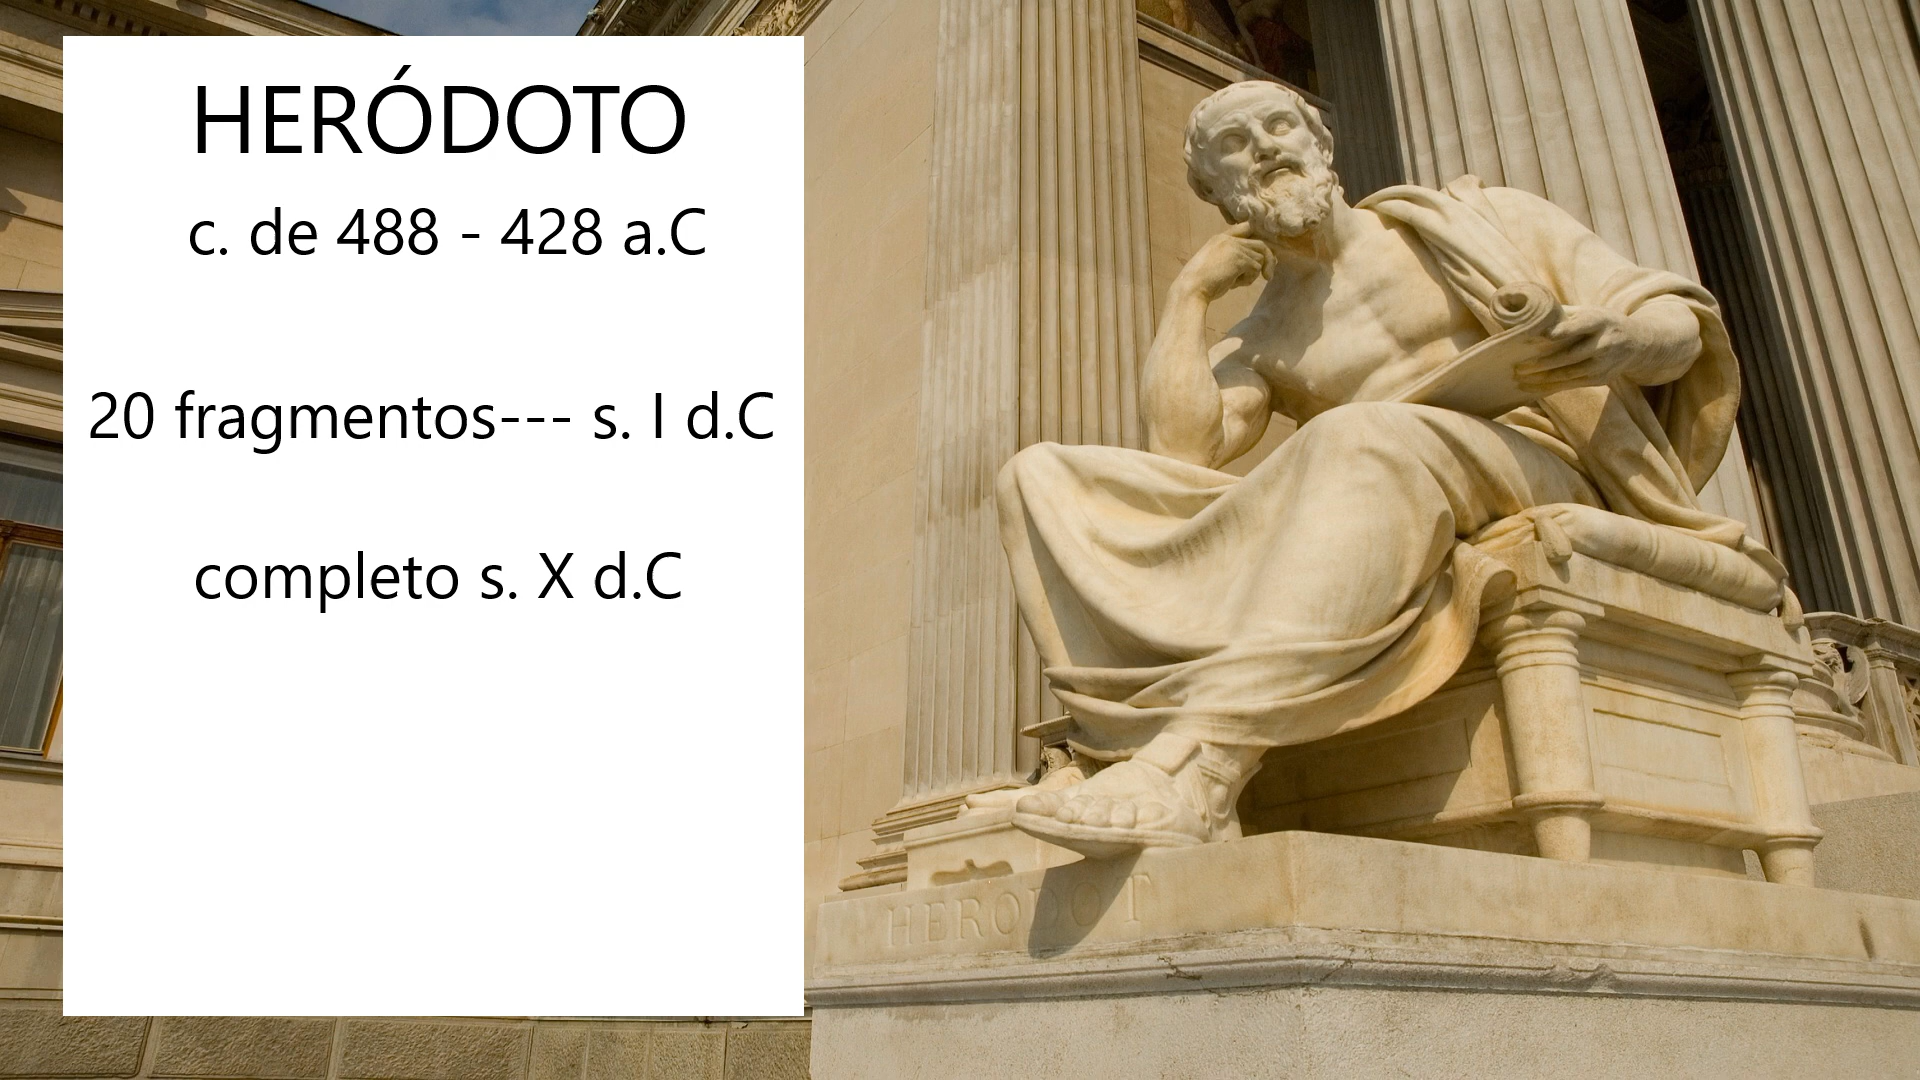 HERÓDOTO
c. de 488 - 428 a.C
20 fragmentos--- s. I d.C
completo s. X d.C
HERODOT